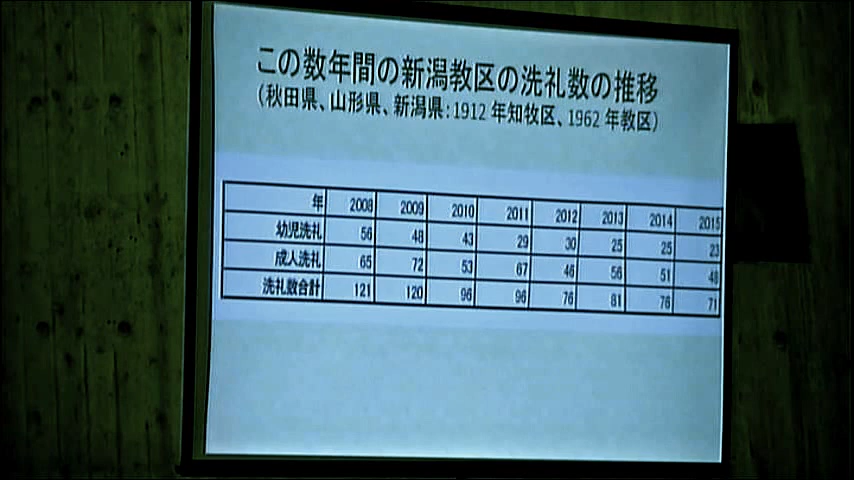 この数年間の新潟教区の洗礼数の推移
（秋田県、山形県、新潟県：1912 年知牧区、1962 年教区）
年 2008 2009 2010 2011 2012 2013 2014 2015
幼児洗礼 56 48 43 29 30 25 25 23
成人洗礼 65 72 53 67 46 56 51 48
洗礼数合計 121 120 96 96 76 81 76 71